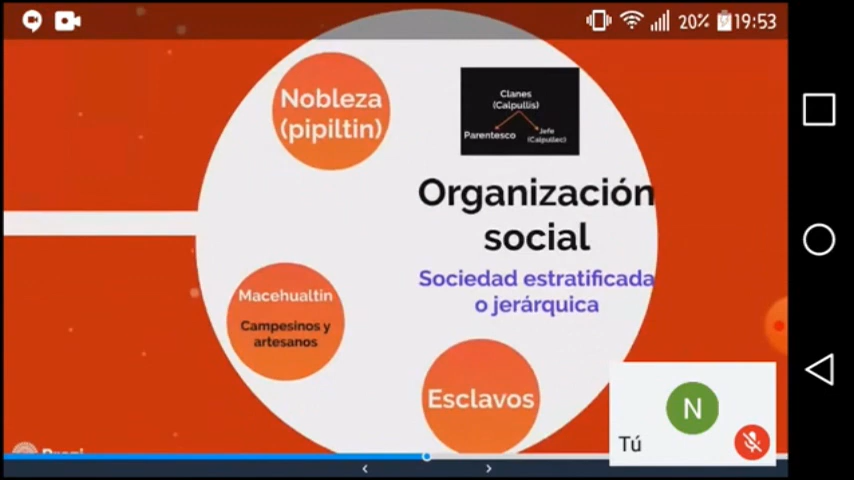 20% 19:53
Nobleza
(pipiltin)
Clanes
(Calpullis)
Parentesco
Jefe
(Calpullec)
Organización
social
Sociedad estratificada
o jerárquica
Macehualtin
Campesinos y
artesanos
Esclavos
N
Tú
Prezi